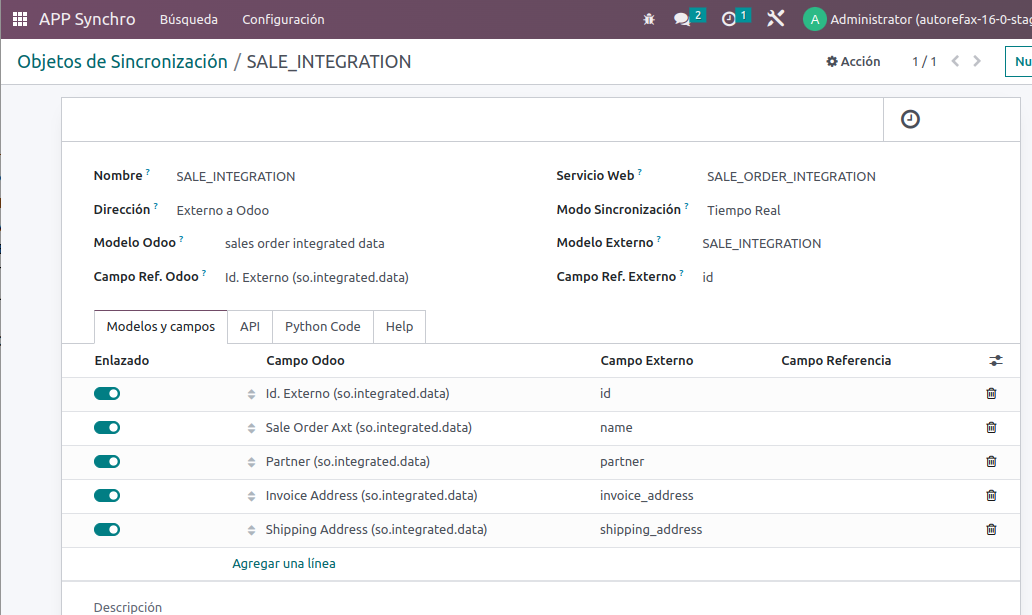 APP Synchro Búsqueda Configuración 2 1 A Administrator (autorefax-16-0-stag
Objetos de Sincronización / SALE_INTEGRATION Acción 1 / 1 Nu
Nombre ? SALE_INTEGRATION Servicio Web ? SALE_ORDER_INTEGRATION
Dirección ? Externo a Odoo Modo Sincronización ? Tiempo Real
Modelo Odoo ? sales order integrated data Modelo Externo ? SALE_INTEGRATION
Campo Ref. Odoo ? Id. Externo (so.integrated.data) Campo Ref. Externo ? id
Modelos y campos API Python Code Help
Enlazado Campo Odoo Campo Externo Campo Referencia
Id. Externo (so.integrated.data) id
Sale Order Axt (so.integrated.data) name
Partner (so.integrated.data) partner
Invoice Address (so.integrated.data) invoice_address
Shipping Address (so.integrated.data) shipping_address
Agregar una línea
Descripción